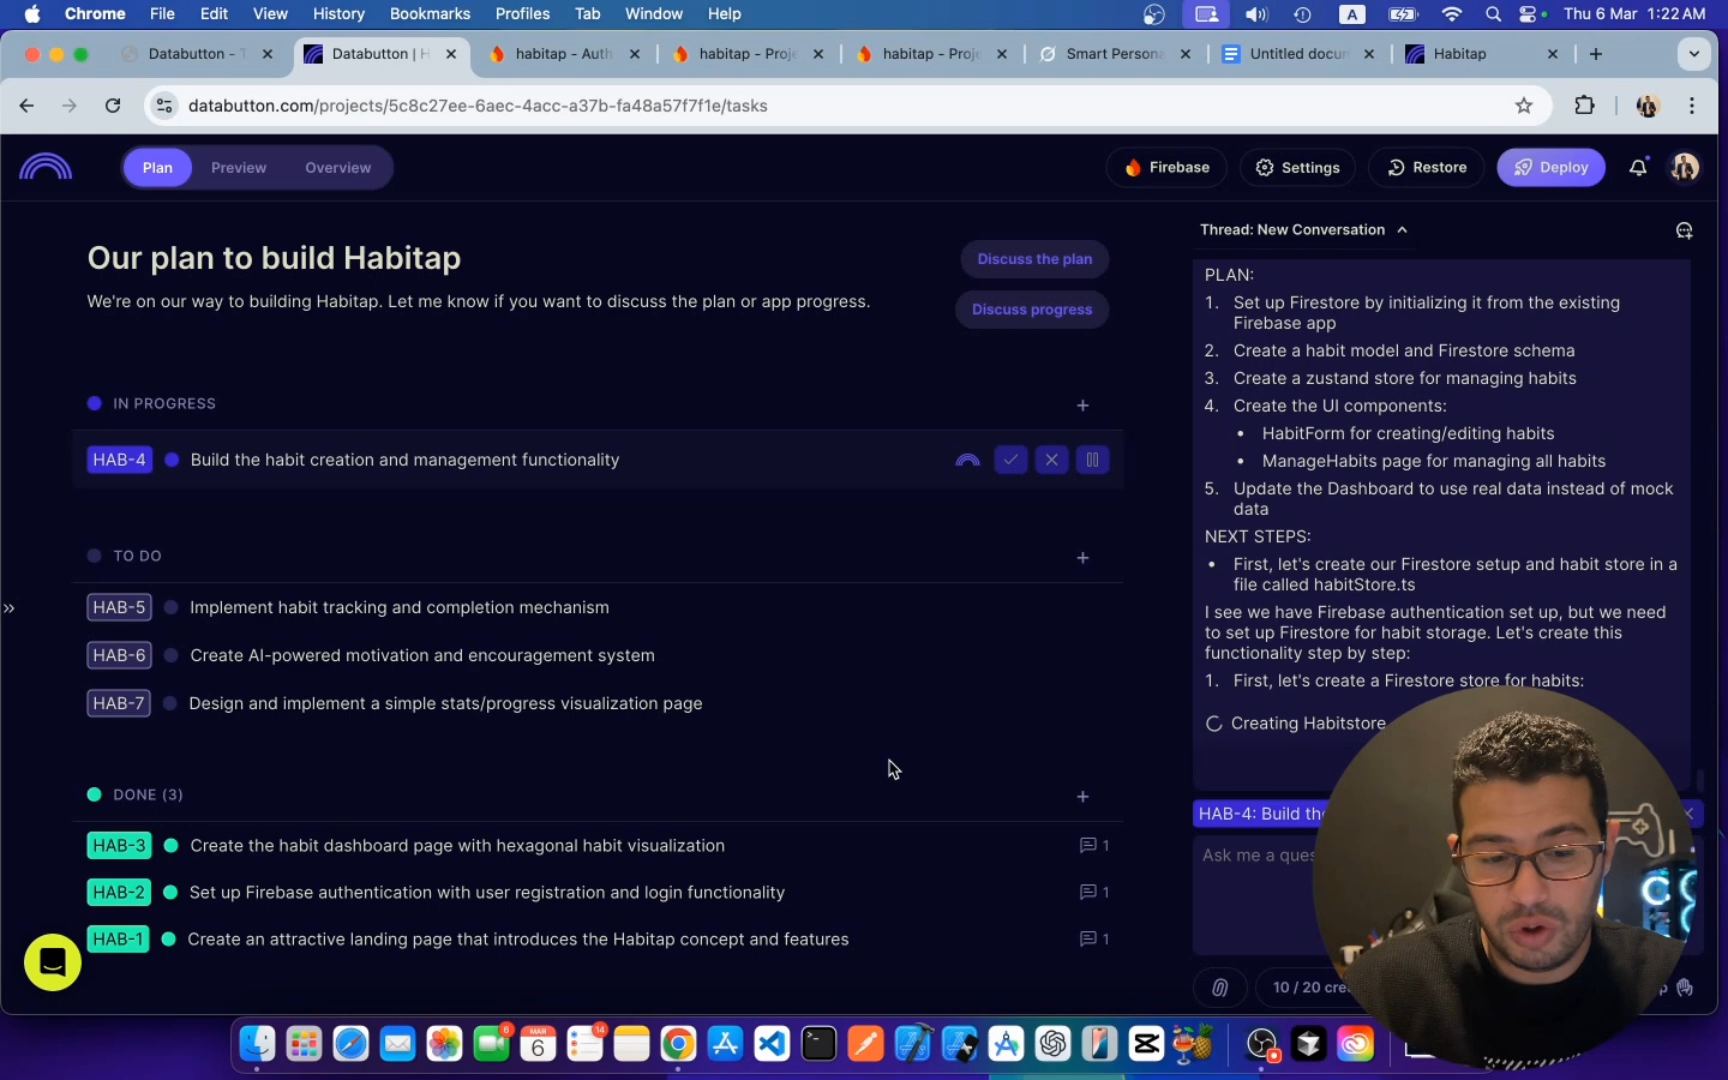 Chrome File Edit View History Bookmarks Profiles Tab Window Help A Thu 6 Mar 1:22 AM
Databutton - Databutton | H habitap - Auth habitap - Proje habitap - Proje Smart Persona Untitled docum Habitap
databutton.com/projects/5c8c27ee-6aec-4acc-a37b-fa48a57f7f1e/tasks
Plan Preview Overview Firebase Settings Restore Deploy
Our plan to build Habitap
We're on our way to building Habitap. Let me know if you want to discuss the plan or app progress.
Discuss the plan
Discuss progress
IN PROGRESS
HAB-4 Build the habit creation and management functionality
TO DO
HAB-5 Implement habit tracking and completion mechanism
HAB-6 Create AI-powered motivation and encouragement system
HAB-7 Design and implement a simple stats/progress visualization page
DONE (3)
HAB-3 Create the habit dashboard page with hexagonal habit visualization 1
HAB-2 Set up Firebase authentication with user registration and login functionality 1
HAB-1 Create an attractive landing page that introduces the Habitap concept and features 1
Thread: New Conversation
PLAN:
1. Set up Firestore by initializing it from the existing
Firebase app
2. Create a habit model and Firestore schema
3. Create a zustand store for managing habits
4. Create the UI components:
• HabitForm for creating/editing habits
• ManageHabits page for managing all habits
5. Update the Dashboard to use real data instead of mock
data
NEXT STEPS:
• First, let's create our Firestore setup and habit store in a
file called habitStore.ts
I see we have Firebase authentication set up, but we need
to set up Firestore for habit storage. Let's create this
functionality step by step:
1. First, let's create a Firestore store for habits:
Creating Habitstore
HAB-4: Build the
Ask me a ques
10 / 20 cre
6 MAR 6 14